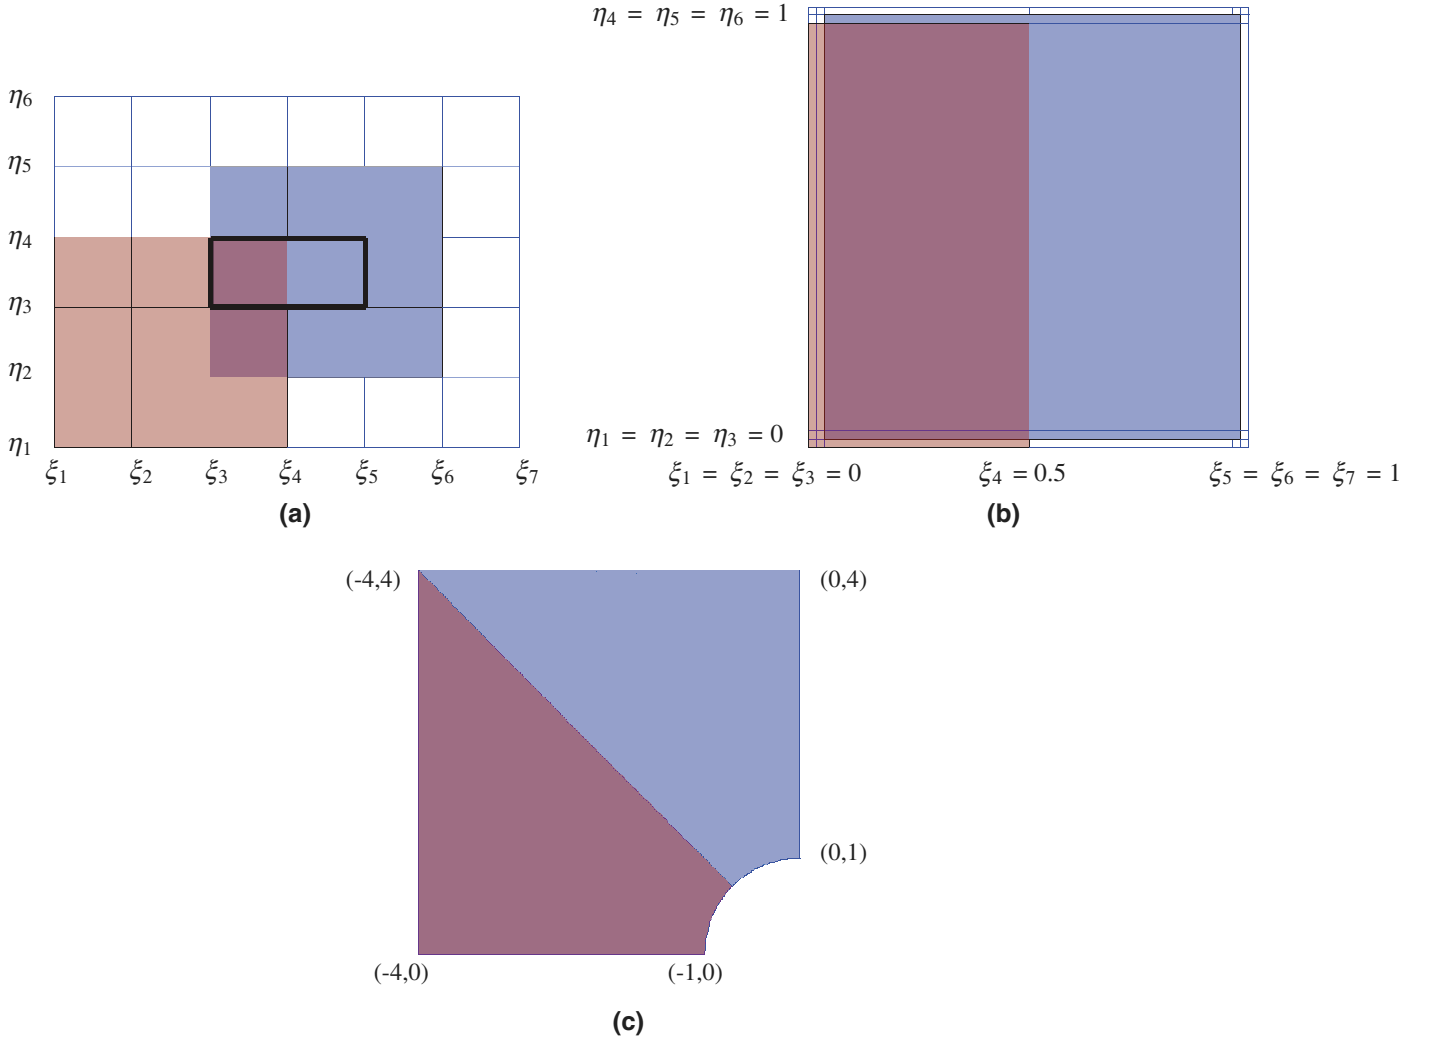 η4 = η5 = η6 = 1
η6
η5
η4
η3
η2
η1
ξ1 ξ2 ξ3 ξ4 ξ5 ξ6 ξ7
(a)
η1 = η2 = η3 = 0
ξ1 = ξ2 = ξ3 = 0 ξ4 = 0.5 ξ5 = ξ6 = ξ7 = 1
(b)
(-4,4) (0,4)
(0,1)
(-4,0) (-1,0)
(c)